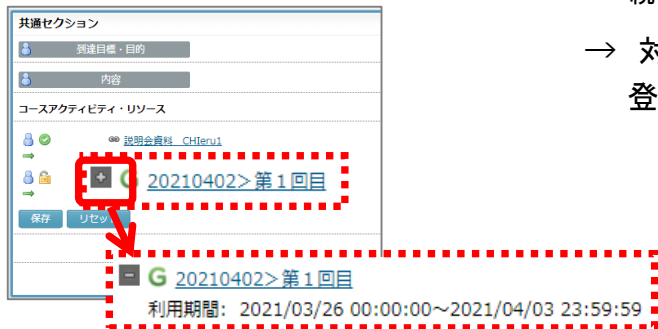 共通セクション
到達目標・目的
内容
コースアクティビティ・リソース
説明会資料 CHIeru1
G 20210402>第1回目
保存 リセッ
G 20210402>第1回目
利用期間: 2021/03/26 00:00:00~2021/04/03 23:59:59
→ 対
登